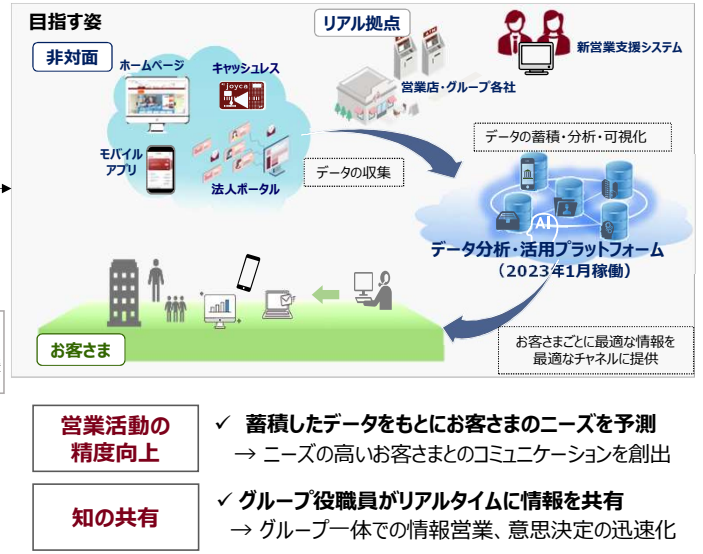 目指す姿
非対面
ホームページ
キャッシュレス
joyca
モバイル
アプリ
法人ポータル
リアル拠点
ATM
営業店・グループ各社
新営業支援システム
データの収集
データの蓄積・分析・可視化
AI
データ分析・活用プラットフォーム
（2023年1月稼働）
お客さま
お客さまごとに最適な情報を
最適なチャネルに提供
営業活動の
精度向上
✓ 蓄積したデータをもとにお客さまのニーズを予測
→ ニーズの高いお客さまとのコミュニケーションを創出
知の共有
✓ グループ役職員がリアルタイムに情報を共有
→ グループ一体での情報営業、意思決定の迅速化